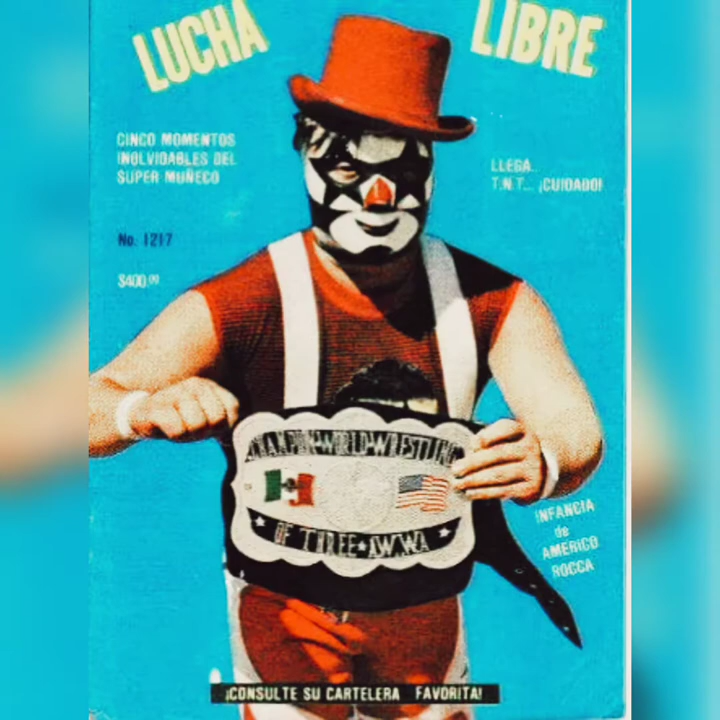 LUCHA LIBRE
CINCO MOMENTOS
INOLVIDABLES DEL
SUPER MUÑECO
LLEGA..
T.N.T... ¡CUIDADO!
No. 1217
$400.00
CHAMPION WORLD WRESTLING
OF THREE★AWWA
INFANCIA
de
AMERICO
ROCCA
¡CONSULTE SU CARTELERA FAVORITA!